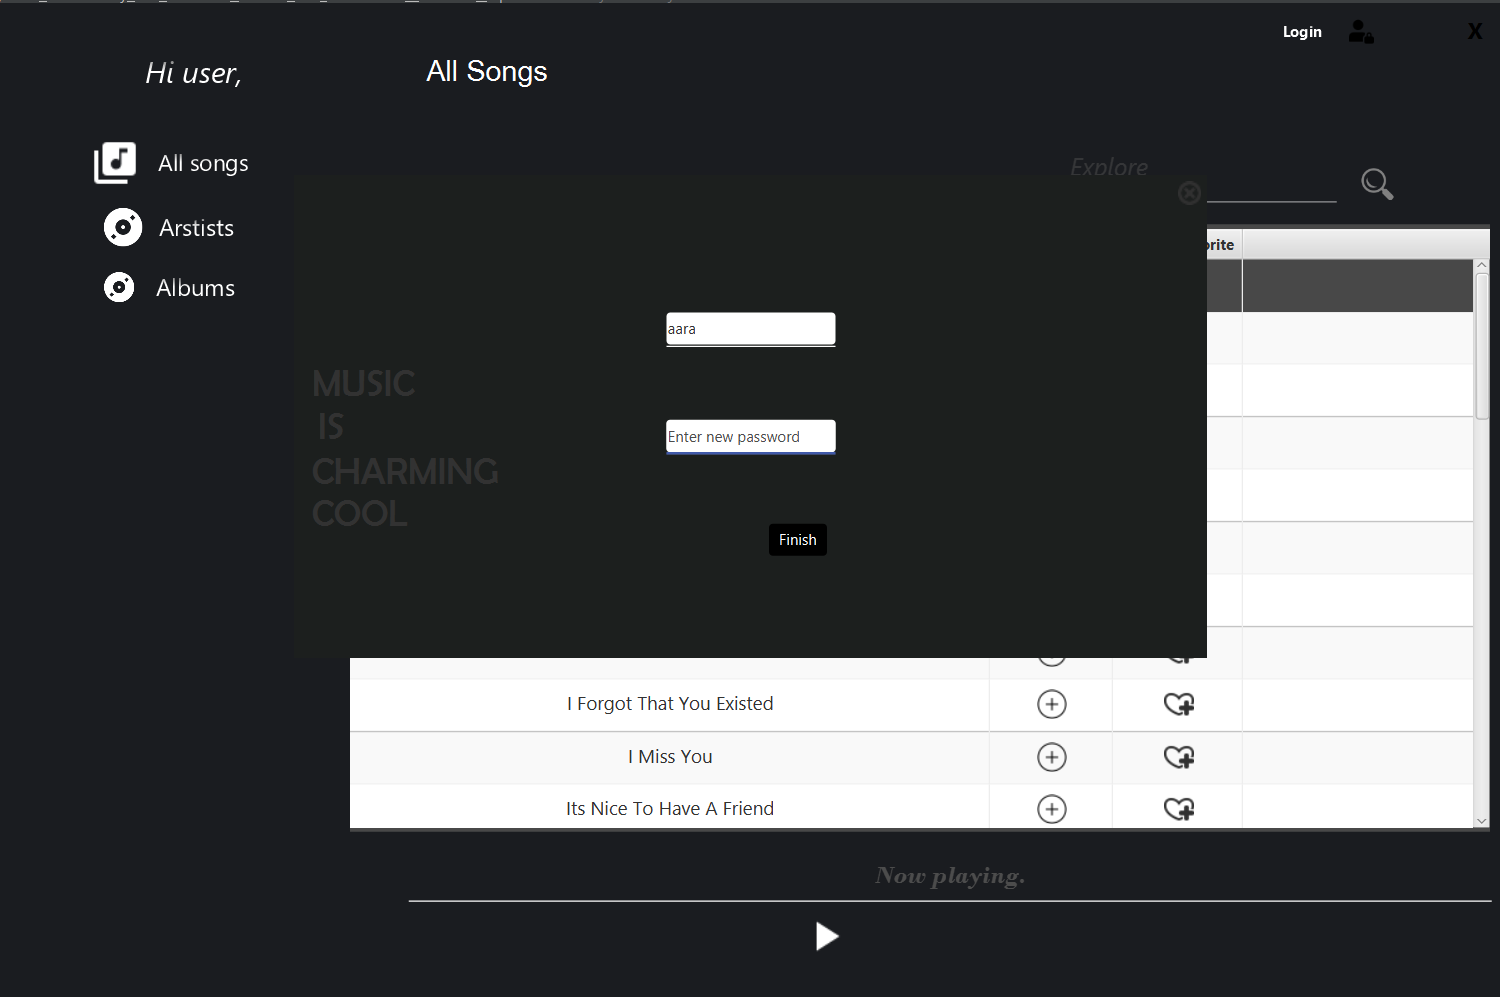 Login
X
Hi user,
All Songs
All songs
Arstists
Albums
Explore
aara
MUSIC
IS
CHARMING
COOL
Enter new password
Finish
I Forgot That You Existed
I Miss You
Its Nice To Have A Friend
Now playing.